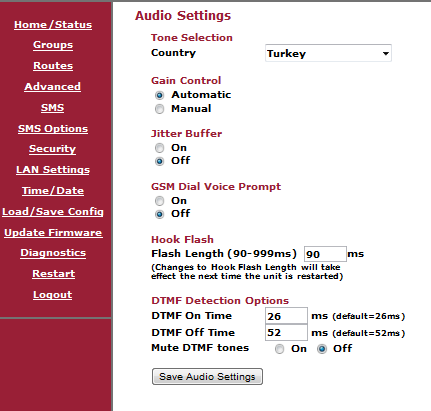 Home/Status
Groups
Routes
Advanced
SMS
SMS Options
Security
LAN Settings
Time/Date
Load/Save Config
Update Firmware
Diagnostics
Restart
Logout
Audio Settings
Tone Selection
Country Turkey
Gain Control
Automatic
Manual
Jitter Buffer
On
Off
GSM Dial Voice Prompt
On
Off
Hook Flash
Flash Length (90-999ms) 90 ms
(Changes to Hook Flash Length will take
effect the next time the unit is restarted)
DTMF Detection Options
DTMF On Time 26 ms (default=26ms)
DTMF Off Time 52 ms (default=52ms)
Mute DTMF tones On Off
Save Audio Settings